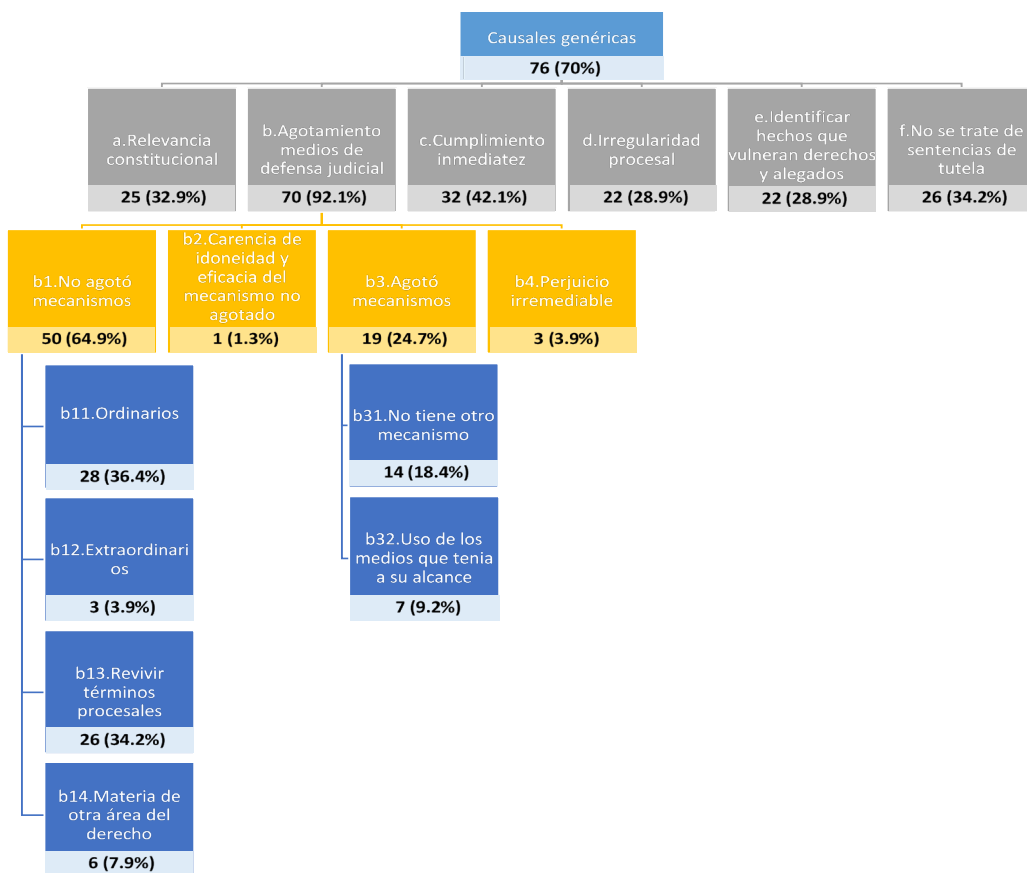 Causales genéricas
76 (70%)
a.Relevancia
constitucional
25 (32.9%)
b.Agotamiento
medios de
defensa judicial
70 (92.1%)
c.Cumplimiento
inmediatez
32 (42.1%)
d.Irregularidad
procesal
22 (28.9%)
e.Identificar
hechos que
vulneran derechos
y alegados
22 (28.9%)
f.No se trate de
sentencias de
tutela
26 (34.2%)
b1.No agotó
mecanismos
50 (64.9%)
b2.Carencia de
idoneidad y
eficacia del
mecanismo no
agotado
1 (1.3%)
b3.Agotó
mecanismos
19 (24.7%)
b4.Perjuicio
irremediable
3 (3.9%)
b11.Ordinarios
28 (36.4%)
b12.Extraordinari
os
3 (3.9%)
b13.Revivir
términos
procesales
26 (34.2%)
b14.Materia de
otra área del
derecho
6 (7.9%)
b31.No tiene otro
mecanismo
14 (18.4%)
b32.Uso de los
medios que tenia
a su alcance
7 (9.2%)